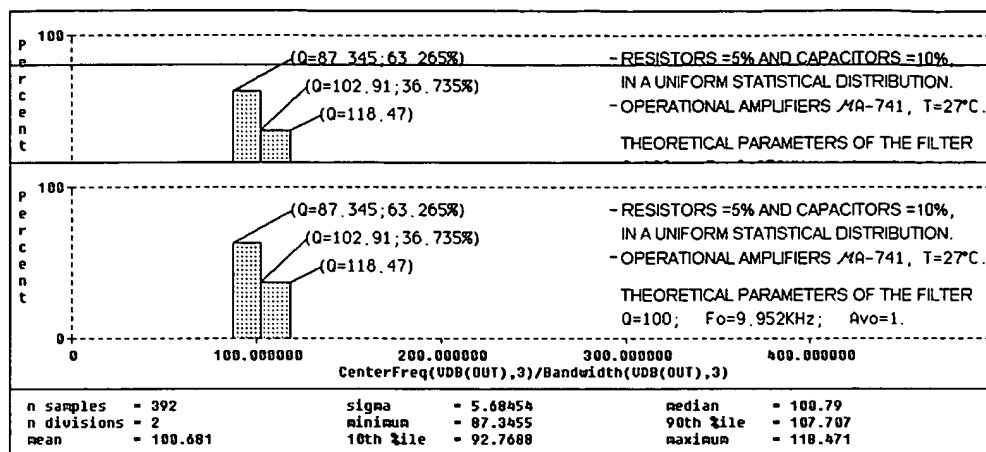 100
Percent
(Q=87.345;63.265%)
(Q=102.91;36.735%)
(Q=118.47)
- RESISTORS =5% AND CAPACITORS =10%,
IN A UNIFORM STATISTICAL DISTRIBUTION.
- OPERATIONAL AMPLIFIERS MA-741, T=27°C.
THEORETICAL PARAMETERS OF THE FILTER
100
Percent
(Q=87.345;63.265%)
(Q=102.91;36.735%)
(Q=118.47)
- RESISTORS =5% AND CAPACITORS =10%,
IN A UNIFORM STATISTICAL DISTRIBUTION.
- OPERATIONAL AMPLIFIERS MA-741, T=27°C.
THEORETICAL PARAMETERS OF THE FILTER
Q=100; Fo=9.952KHz; Avo=1.
0
0 100.000000 200.000000 300.000000 400.000000
CenterFreq(VDB(OUT),3)/Bandwidth(VDB(OUT),3)
n samples = 392 sigma = 5.68454 median = 100.79
n divisions = 2 minimum = 87.3455 90th %ile = 107.707
mean = 100.681 10th %ile = 92.7688 maximum = 118.471